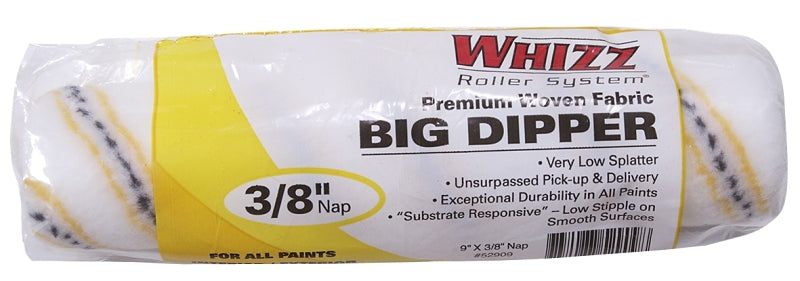 WHIZZ
Roller System®
Premium Woven Fabric
BIG DIPPER
• Very Low Splatter
• Unsurpassed Pick-up & Delivery
• Exceptional Durability in All Paints
• "Substrate Responsive" – Low Stipple on
Smooth Surfaces
3/8" Nap
FOR ALL PAINTS
INTERIOR / EXTERIOR
9" X 3/8" Nap
#52909